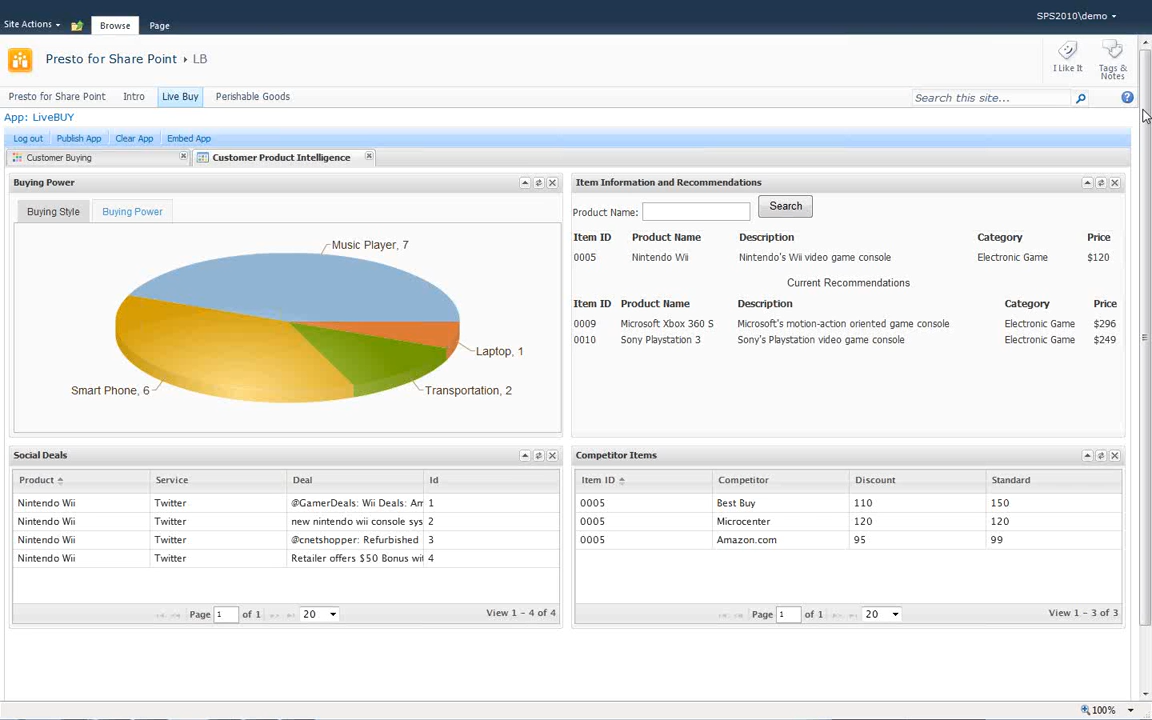 SPS2010\demo
Site Actions Browse Page
Presto for Share Point LB
I Like It Tags & Notes
Presto for Share Point Intro Live Buy Perishable Goods Search this site...
App: LiveBUY
Log out Publish App Clear App Embed App
Customer Buying Customer Product Intelligence
Buying Power
Buying Style Buying Power
Music Player, 7
Laptop, 1
Smart Phone, 6
Transportation, 2
Item Information and Recommendations
Product Name: Search
Item ID Product Name Description Category Price
0005 Nintendo Wii Nintendo's Wii video game console Electronic Game $120
Current Recommendations
Item ID Product Name Description Category Price
0009 Microsoft Xbox 360 S Microsoft's motion-action oriented game console Electronic Game $296
0010 Sony Playstation 3 Sony's Playstation video game console Electronic Game $249
Social Deals
Product Service Deal Id
Nintendo Wii Twitter @GamerDeals: Wii Deals: Am 1
Nintendo Wii Twitter new nintendo wii console sys 2
Nintendo Wii Twitter @cnetshopper: Refurbished 3
Nintendo Wii Twitter Retailer offers $50 Bonus wit 4
Page 1 of 1 20 View 1 - 4 of 4
Competitor Items
Item ID Competitor Discount Standard
0005 Best Buy 110 150
0005 Microcenter 120 120
0005 Amazon.com 95 99
Page 1 of 1 20 View 1 - 3 of 3
100%